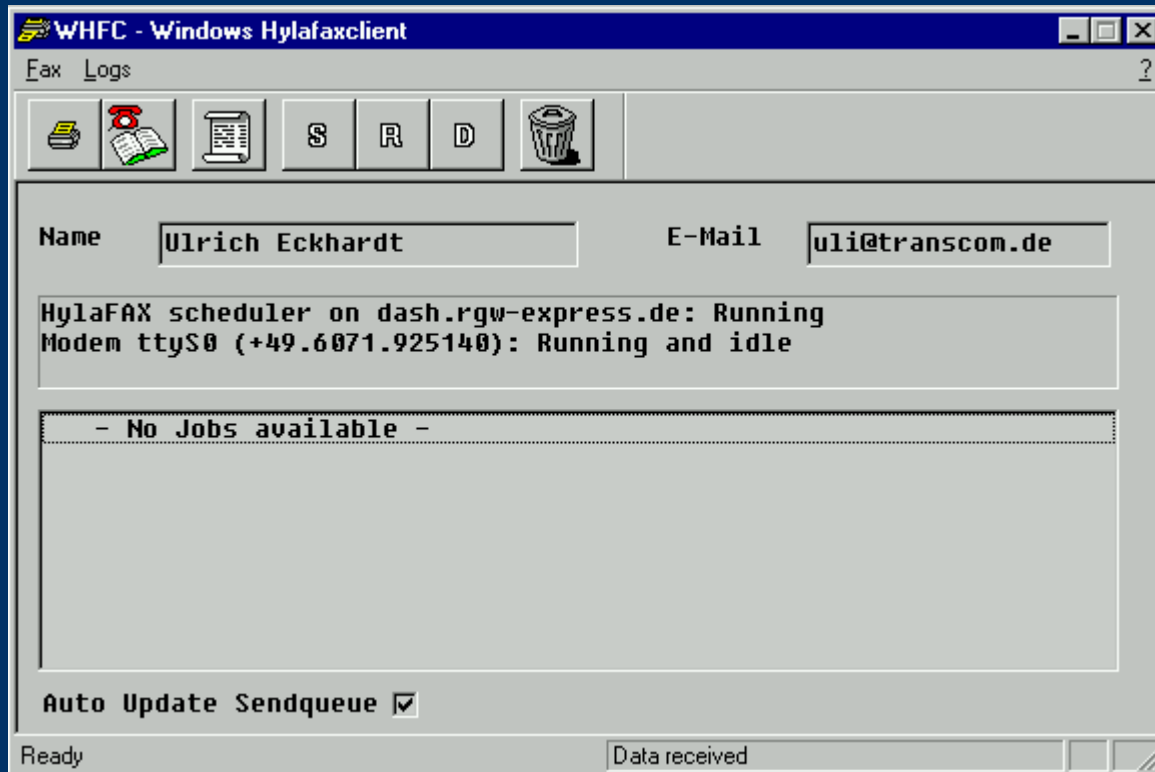 WHFC - Windows Hylafaxclient
Fax Logs ?
S R D
Name Ulrich Eckhardt E-Mail uli@transcom.de
HylaFAX scheduler on dash.rgw-express.de: Running
Modem ttyS0 (+49.6071.925140): Running and idle
- No Jobs available -
Auto Update Sendqueue
Ready Data received